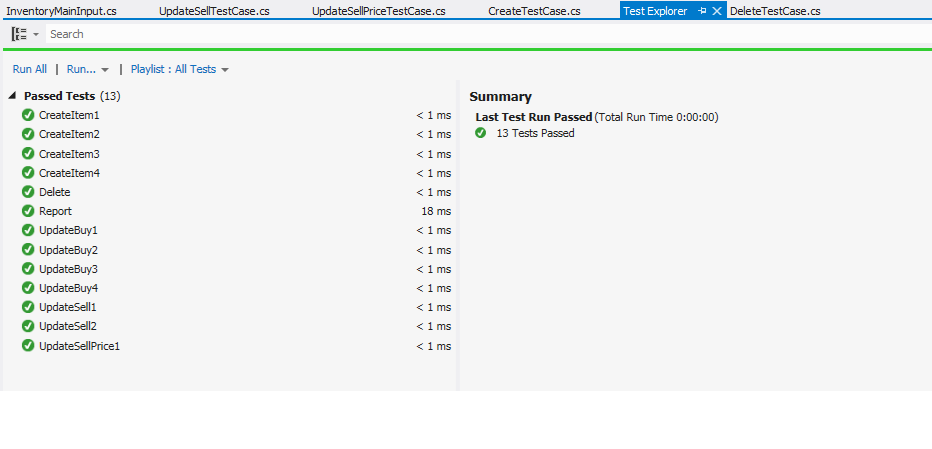 InventoryMainInput.cs UpdateSellTestCase.cs UpdateSellPriceTestCase.cs CreateTestCase.cs Test Explorer DeleteTestCase.cs
Search
Run All | Run... | Playlist : All Tests
Passed Tests (13)
CreateItem1 < 1 ms
CreateItem2 < 1 ms
CreateItem3 < 1 ms
CreateItem4 < 1 ms
Delete < 1 ms
Report 18 ms
UpdateBuy1 < 1 ms
UpdateBuy2 < 1 ms
UpdateBuy3 < 1 ms
UpdateBuy4 < 1 ms
UpdateSell1 < 1 ms
UpdateSell2 < 1 ms
UpdateSellPrice1 < 1 ms
Summary
Last Test Run Passed (Total Run Time 0:00:00)
13 Tests Passed